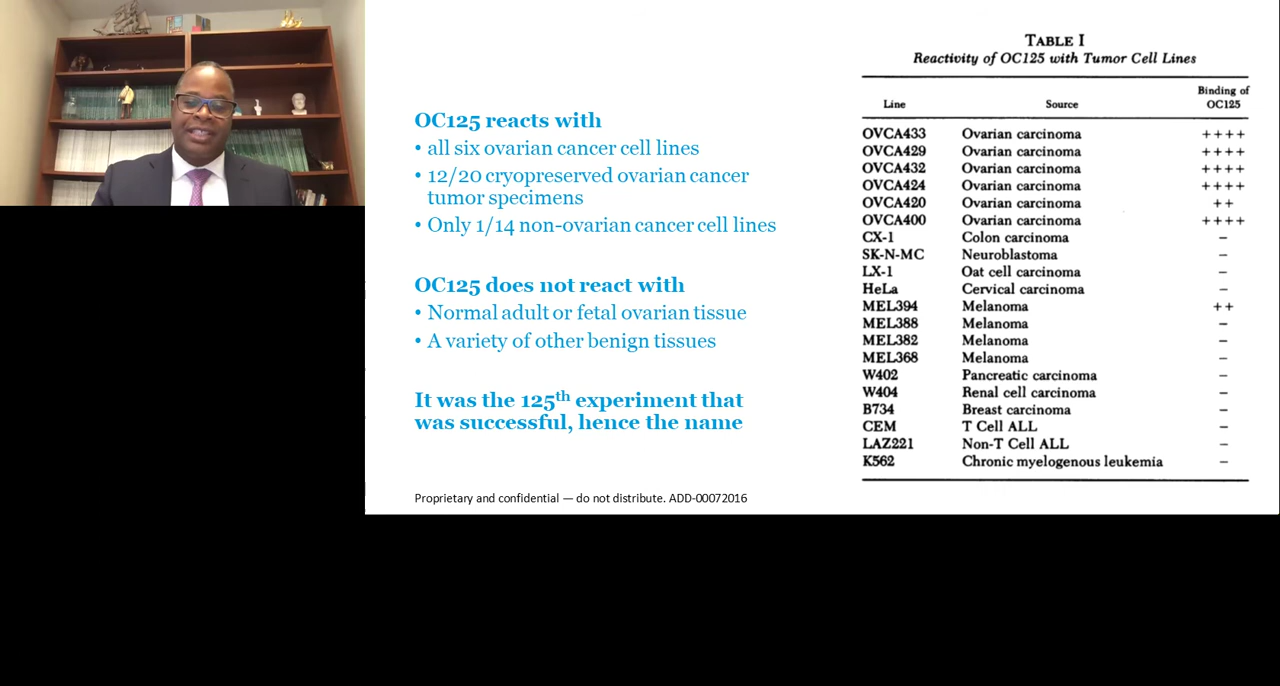 OC125 reacts with
• all six ovarian cancer cell lines
• 12/20 cryopreserved ovarian cancer
tumor specimens
• Only 1/14 non-ovarian cancer cell lines
OC125 does not react with
• Normal adult or fetal ovarian tissue
• A variety of other benign tissues
It was the 125th experiment that
was successful, hence the name
Proprietary and confidential — do not distribute. ADD-00072016
TABLE I
Reactivity of OC125 with Tumor Cell Lines
Line Source Binding of
OC125
OVCA433 Ovarian carcinoma ++++
OVCA429 Ovarian carcinoma ++++
OVCA432 Ovarian carcinoma ++++
OVCA424 Ovarian carcinoma ++++
OVCA420 Ovarian carcinoma ++
OVCA400 Ovarian carcinoma ++++
CX-1 Colon carcinoma −
SK-N-MC Neuroblastoma −
LX-1 Oat cell carcinoma −
HeLa Cervical carcinoma −
MEL394 Melanoma ++
MEL388 Melanoma −
MEL382 Melanoma −
MEL368 Melanoma −
W402 Pancreatic carcinoma −
W404 Renal cell carcinoma −
B734 Breast carcinoma −
CEM T Cell ALL −
LAZ221 Non-T Cell ALL −
K562 Chronic myelogenous leukemia −